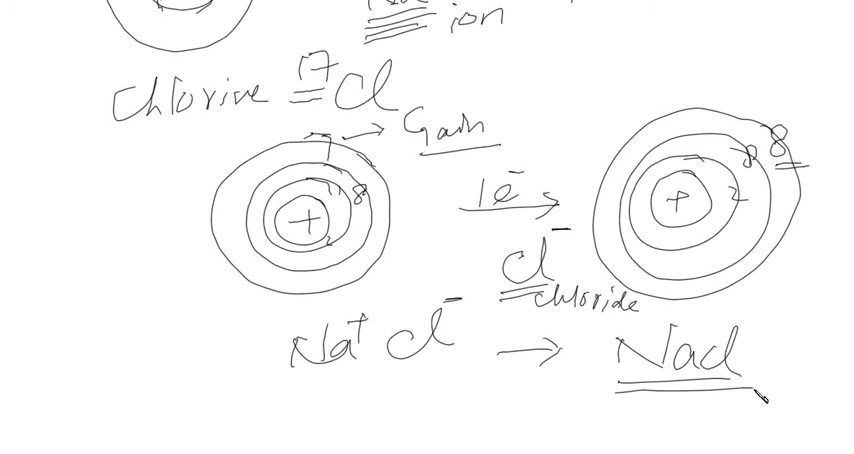 ion
Chlorine 17Cl
7 → Gain
8
2
+
1e⁻
8
8
2
+
Cl⁻
chloride
Na⁺ Cl⁻ → NaCl